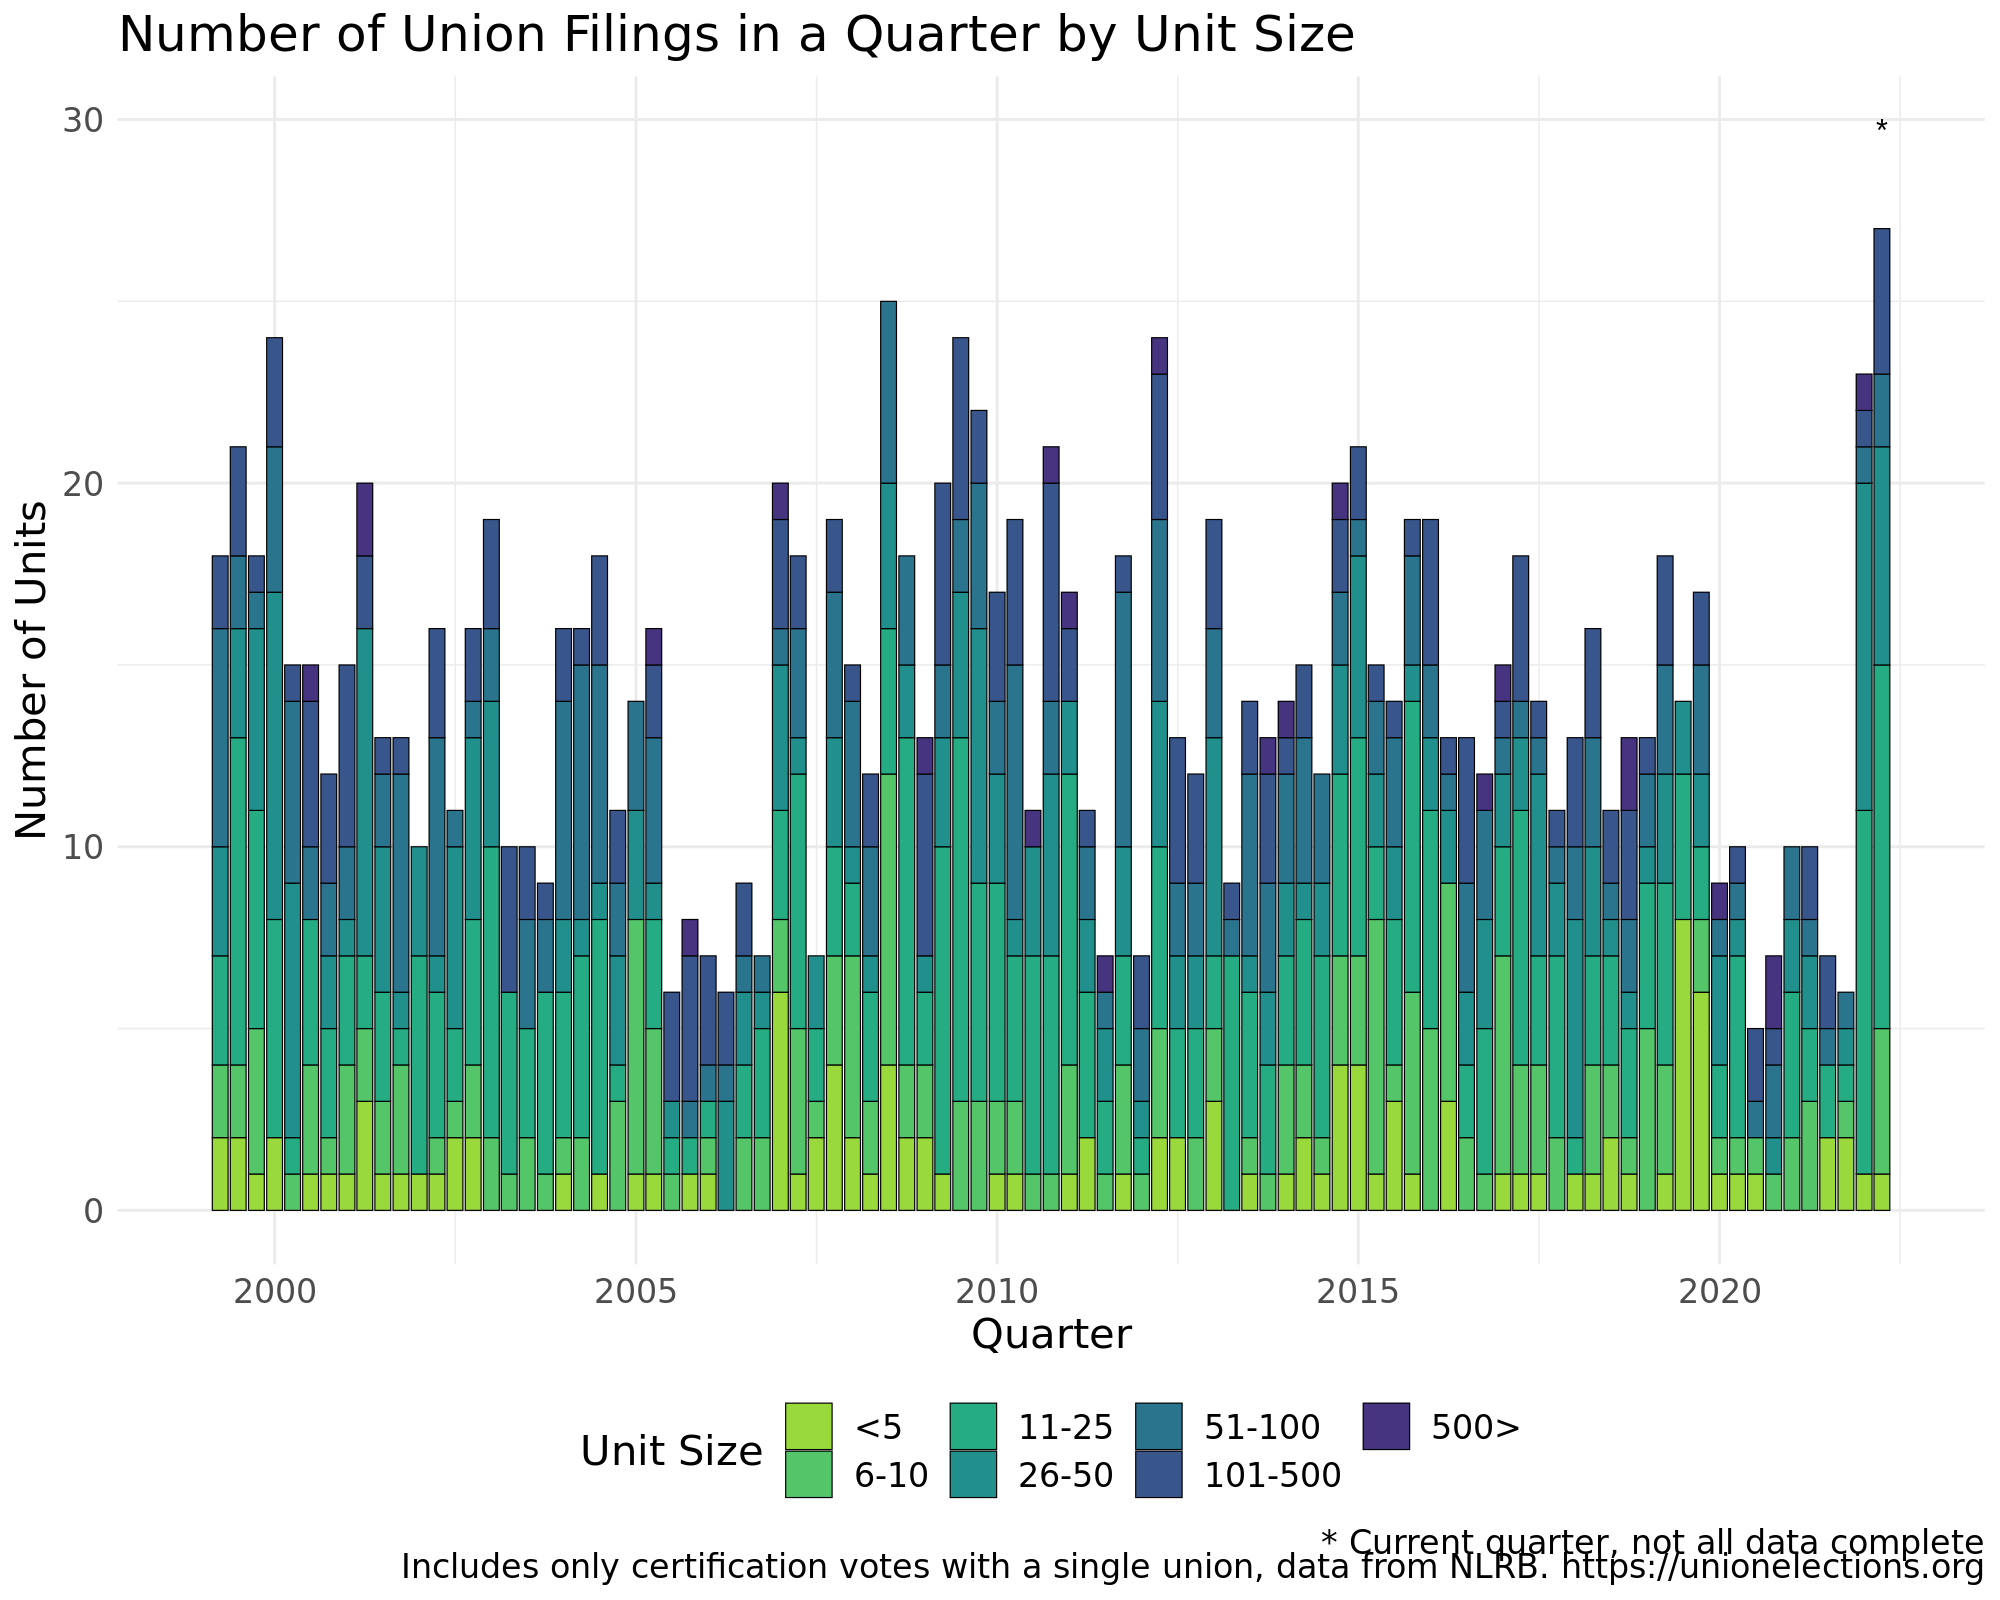 Number of Union Filings in a Quarter by Unit Size
30
*
20
10
0
Number of Units
2000 2005 2010 2015 2020
Quarter
Unit Size
<5 11-25 51-100 500>
6-10 26-50 101-500
* Current quarter, not all data complete
Includes only certification votes with a single union, data from NLRB. https://unionelections.org